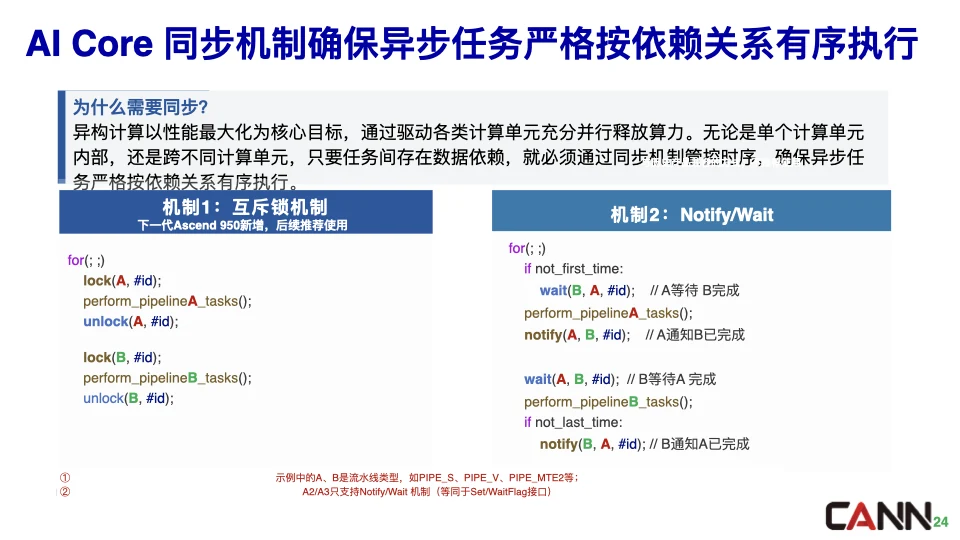 AI Core 同步机制确保异步任务严格按依赖关系有序执行
为什么需要同步?
异构计算以性能最大化为核心目标，通过驱动各类计算单元充分并行释放算力。无论是单个计算单元
内部，还是跨不同计算单元，只要任务间存在数据依赖，就必须通过同步机制管控时序，确保异步任
务严格按依赖关系有序执行。
机制1：互斥锁机制
下一代Ascend 950新增，后续推荐使用
for(; ;)
lock(A, #id);
perform_pipelineA_tasks();
unlock(A, #id);
lock(B, #id);
perform_pipelineB_tasks();
unlock(B, #id);
机制2：Notify/Wait
for(; ;)
if not_first_time:
wait(B, A, #id); // A等待 B完成
perform_pipelineA_tasks();
notify(A, B, #id); // A通知B已完成
wait(A, B, #id); // B等待A 完成
perform_pipelineB_tasks();
if not_last_time:
notify(B, A, #id); // B通知A已完成
① 示例中的A、B是流水线类型，如PIPE_S、PIPE_V、PIPE_MTE2等；
② A2/A3只支持Notify/Wait 机制（等同于Set/WaitFlag接口）
CANN
24